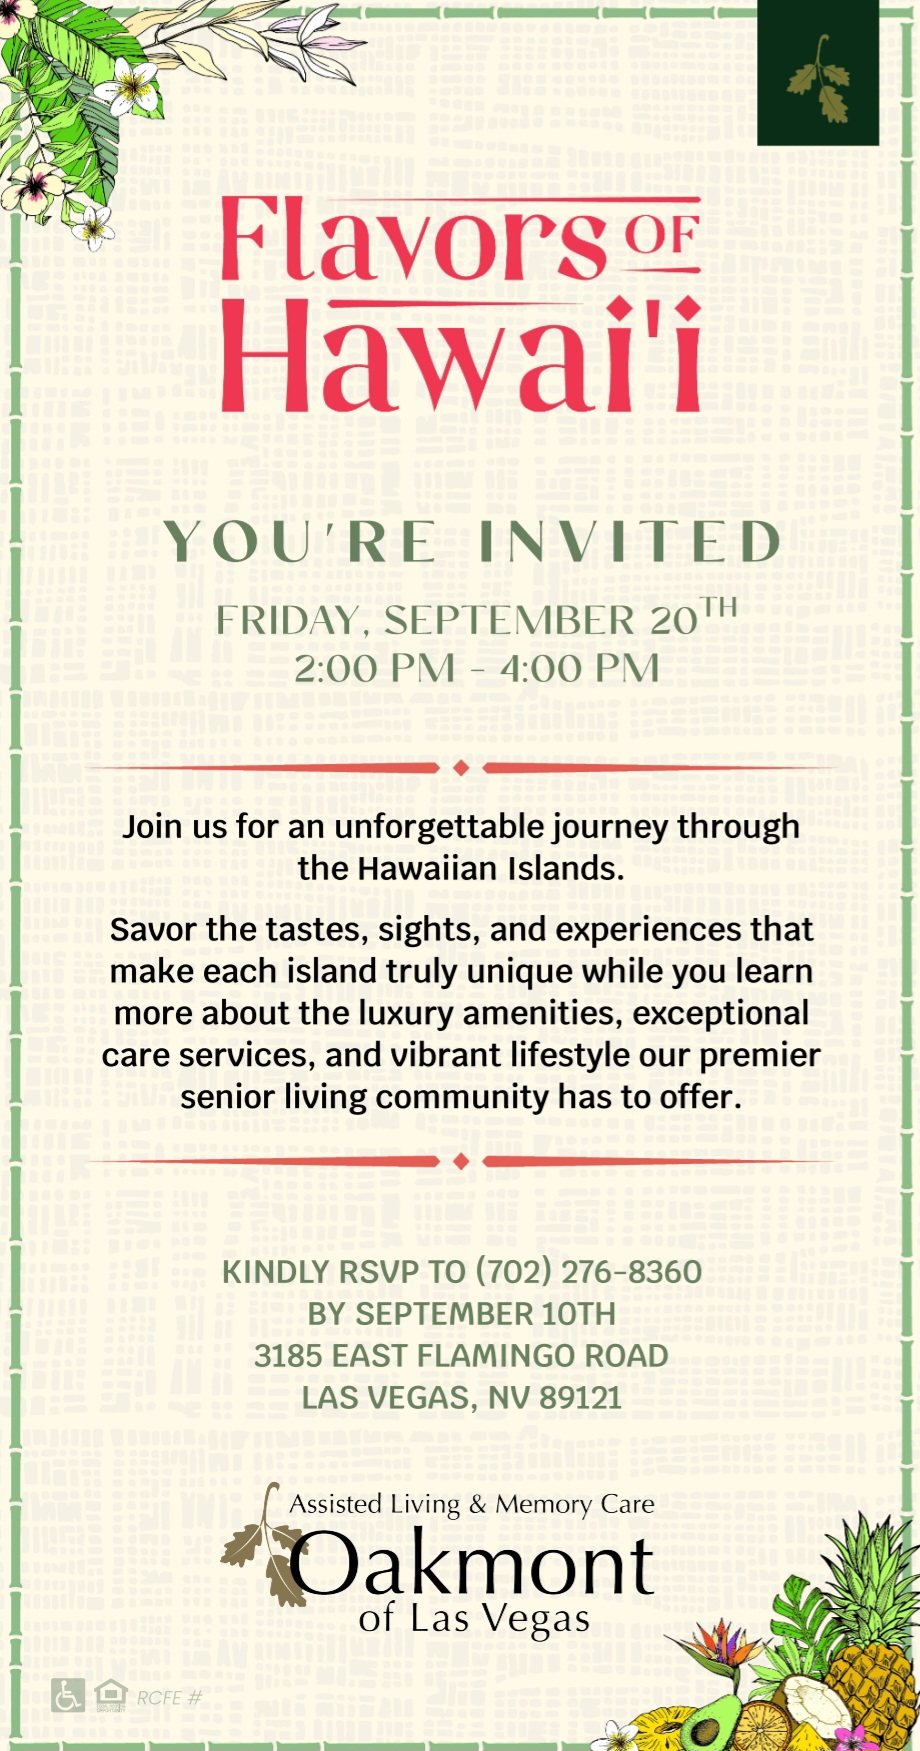 Flavors OF
Hawai'i
YOU'RE INVITED
FRIDAY, SEPTEMBER 20TH
2:00 PM - 4:00 PM
Join us for an unforgettable journey through
the Hawaiian Islands.
Savor the tastes, sights, and experiences that
make each island truly unique while you learn
more about the luxury amenities, exceptional
care services, and vibrant lifestyle our premier
senior living community has to offer.
KINDLY RSVP TO (702) 276-8360
BY SEPTEMBER 10TH
3185 EAST FLAMINGO ROAD
LAS VEGAS, NV 89121
Assisted Living & Memory Care
Oakmont
of Las Vegas
RCFE #